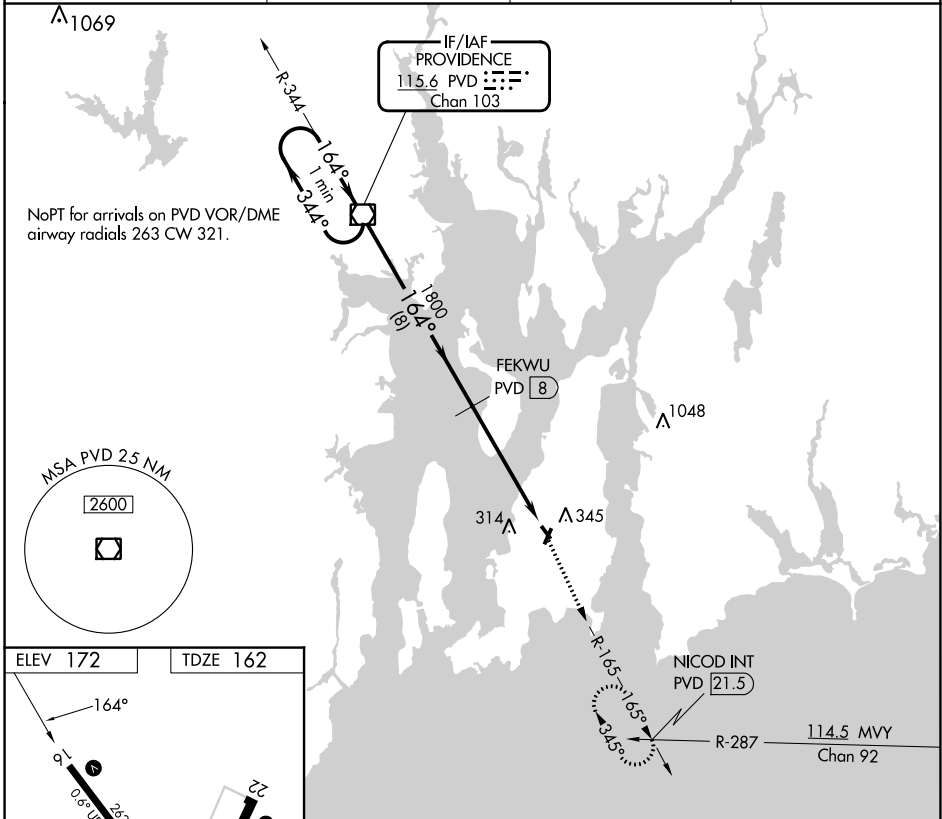 1069
IF/IAF
PROVIDENCE
115.6 PVD
Chan 103
R-344
164°
1 min
344°
NoPT for arrivals on PVD VOR/DME
airway radials 263 CW 321.
1800
164°
(8)
FEKWU
PVD 8
1048
MSA PVD 25 NM
2600
314
345
R-165
165°
345°
NICOD INT
PVD 21.5
R-287
114.5 MVY
Chan 92
ELEV 172
TDZE 162
164°
16
V
22